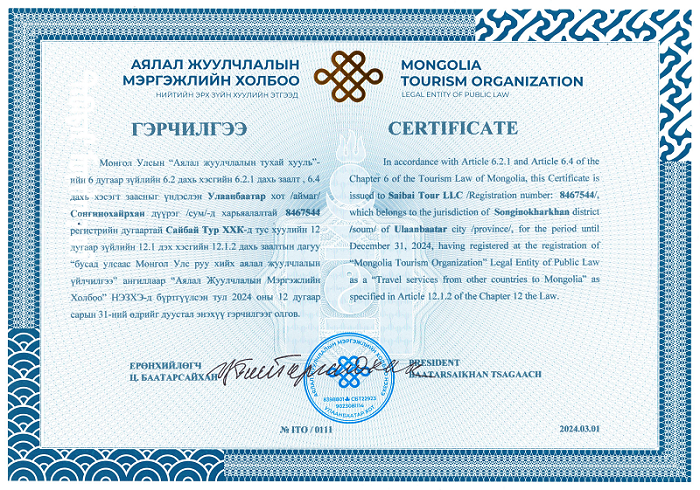 АЯЛАЛ ЖУУЛЧЛАЛЫН
МЭРГЭЖЛИЙН ХОЛБОО
НИЙТИЙН ЭРХ ЗҮЙН ХУУЛИЙН ЭТГЭЭД
MONGOLIA
TOURISM ORGANIZATION
LEGAL ENTITY OF PUBLIC LAW
ГЭРЧИЛГЭЭ
Монгол Улсын “Аялал жуулчлалын тухай хууль”-
ийн 6 дугаар зүйлийн 6.2 дахь хэсгийн 6.2.1 дахь заалт , 6.4
дахь хэсэгт заасныг үндэслэн Улаанбаатар хот /аймаг/
Сонгинохайрхан дүүрэг /сум/-д харьяалалтай 8467544
регистрийн дугаартай Сайбай Тур ХХК-д тус хуулийн 12
дугаар зүйлийн 12.1 дэх хэсгийн 12.1.2 дахь заалтын дагуу
“бусад улсаас Монгол Улс руу хийх аялал жуулчлалын
үйлчилгээ” ангиллаар “Аялал Жуулчлалын Мэргэжлийн
Холбоо” НЭЗХЭ-д бүртгүүлсэн тул 2024 оны 12 дугаар
сарын 31-ний өдрийг дуустал энэхүү гэрчилгээг олгов.
CERTIFICATE
In accordance with Article 6.2.1 and Article 6.4 of the
Chapter 6 of the Tourism Law of Mongolia, this Certificate is
issued to Saibai Tour LLC /Registration number: 8467544/,
which belongs to the jurisdiction of Songinokharkhan district
/soum/ of Ulaanbaatar city /province/, for the period until
December 31, 2024, having registered at the registration of
“Mongolia Tourism Organization” Legal Entity of Public Law
as a “Travel services from other countries to Mongolia” as
specified in Article 12.1.2 of the Chapter 12 the Law.
ЕРӨНХИЙЛӨГЧ
Ц. БААТАРСАЙХАН
PRESIDENT
BAATARSAIKHAN TSAGAACH
УЛААНБААТАР ХОТ
№ ITO / 0111
2024.03.01